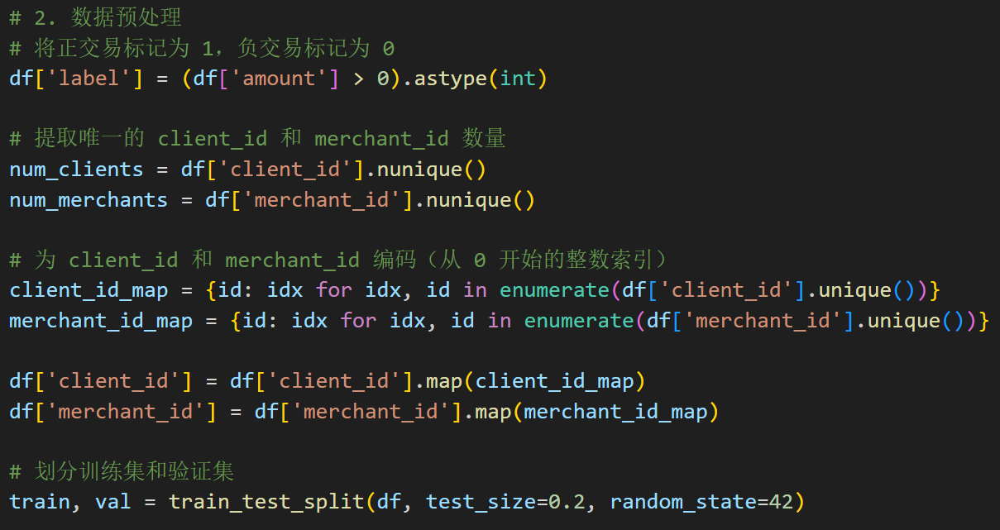 # 2. 数据预处理
# 将正交易标记为 1，负交易标记为 0
df['label'] = (df['amount'] > 0).astype(int)
# 提取唯一的 client_id 和 merchant_id 数量
num_clients = df['client_id'].nunique()
num_merchants = df['merchant_id'].nunique()
# 为 client_id 和 merchant_id 编码（从 0 开始的整数索引）
client_id_map = {id: idx for idx, id in enumerate(df['client_id'].unique())}
merchant_id_map = {id: idx for idx, id in enumerate(df['merchant_id'].unique())}
df['client_id'] = df['client_id'].map(client_id_map)
df['merchant_id'] = df['merchant_id'].map(merchant_id_map)
# 划分训练集和验证集
train, val = train_test_split(df, test_size=0.2, random_state=42)